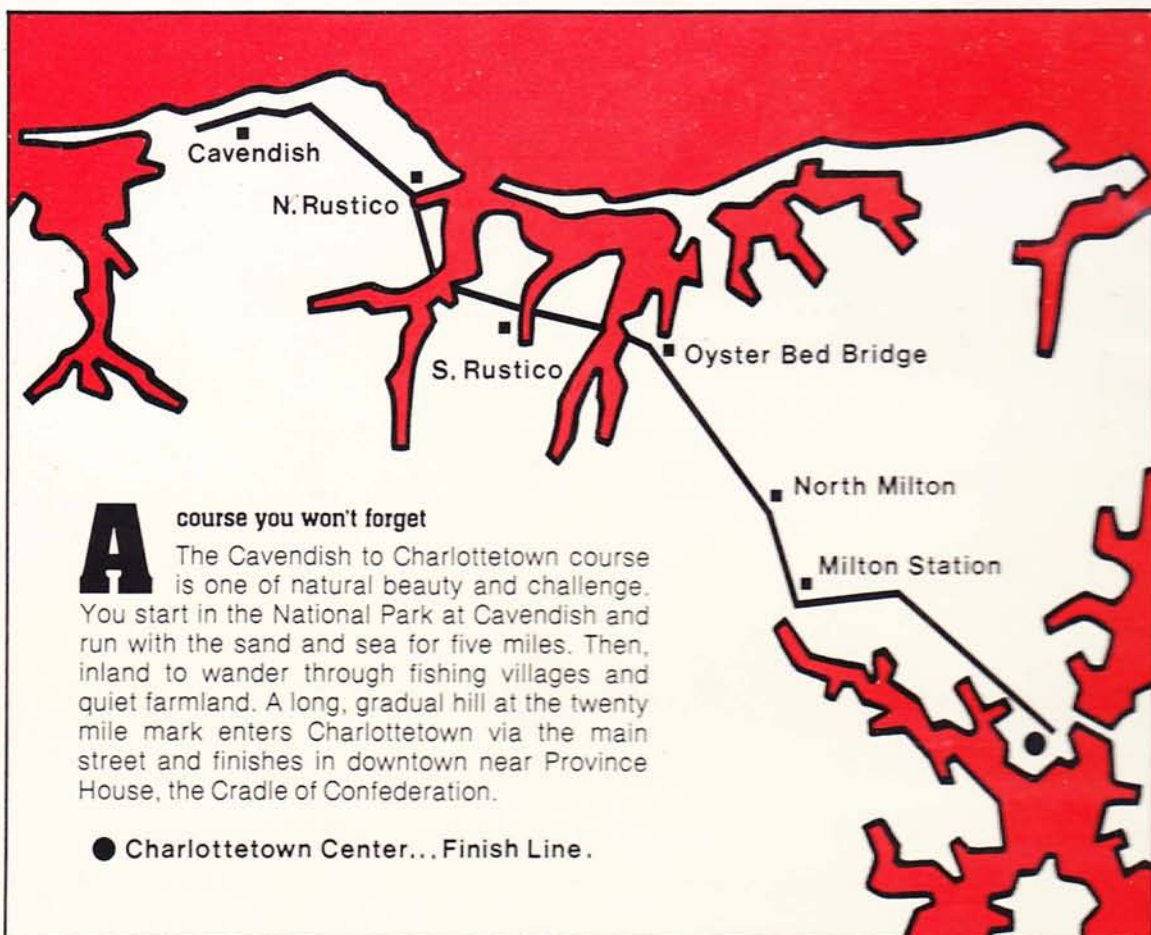 Cavendish
N. Rustico
S. Rustico
Oyster Bed Bridge
North Milton
Milton Station
A course you won't forget
The Cavendish to Charlottetown course
is one of natural beauty and challenge.
You start in the National Park at Cavendish and
run with the sand and sea for five miles. Then,
inland to wander through fishing villages and
quiet farmland. A long, gradual hill at the twenty
mile mark enters Charlottetown via the main
street and finishes in downtown near Province
House, the Cradle of Confederation.
● Charlottetown Center... Finish Line.